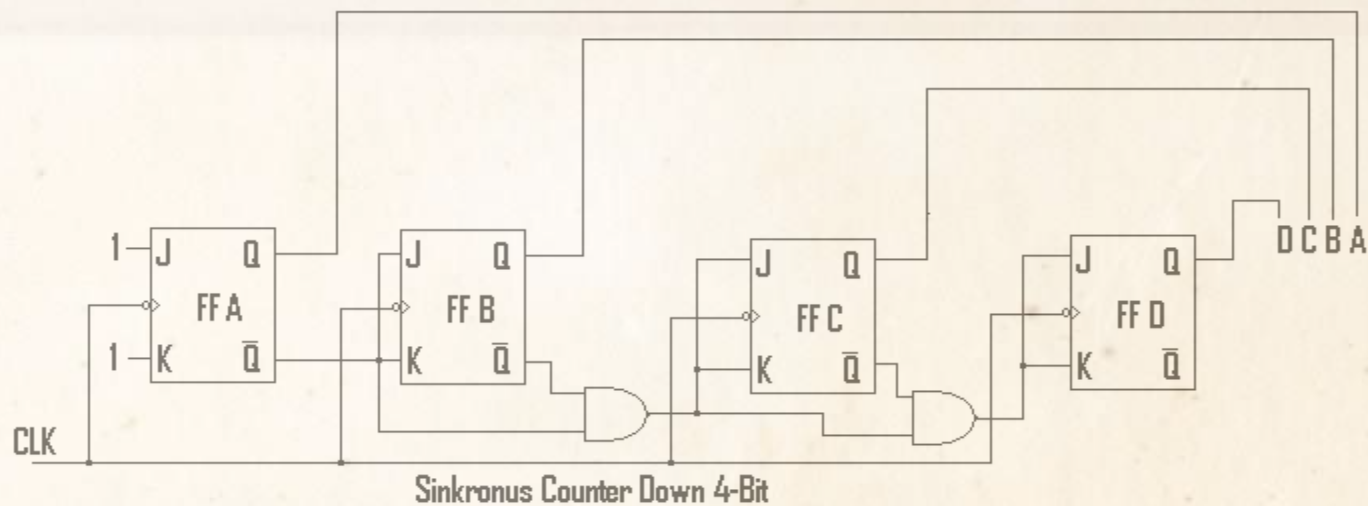 1 J Q
FF A
1 K Q̅
J Q
FF B
K Q̅
J Q
FF C
K Q̅
J Q
FF D
K Q̅
D C B A
CLK
Sinkronus Counter Down 4-Bit